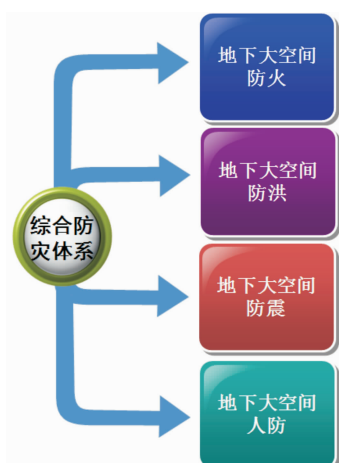 综合防
灾体系
地下大空间
防火
地下大空间
防洪
地下大空间
防震
地下大空间
人防